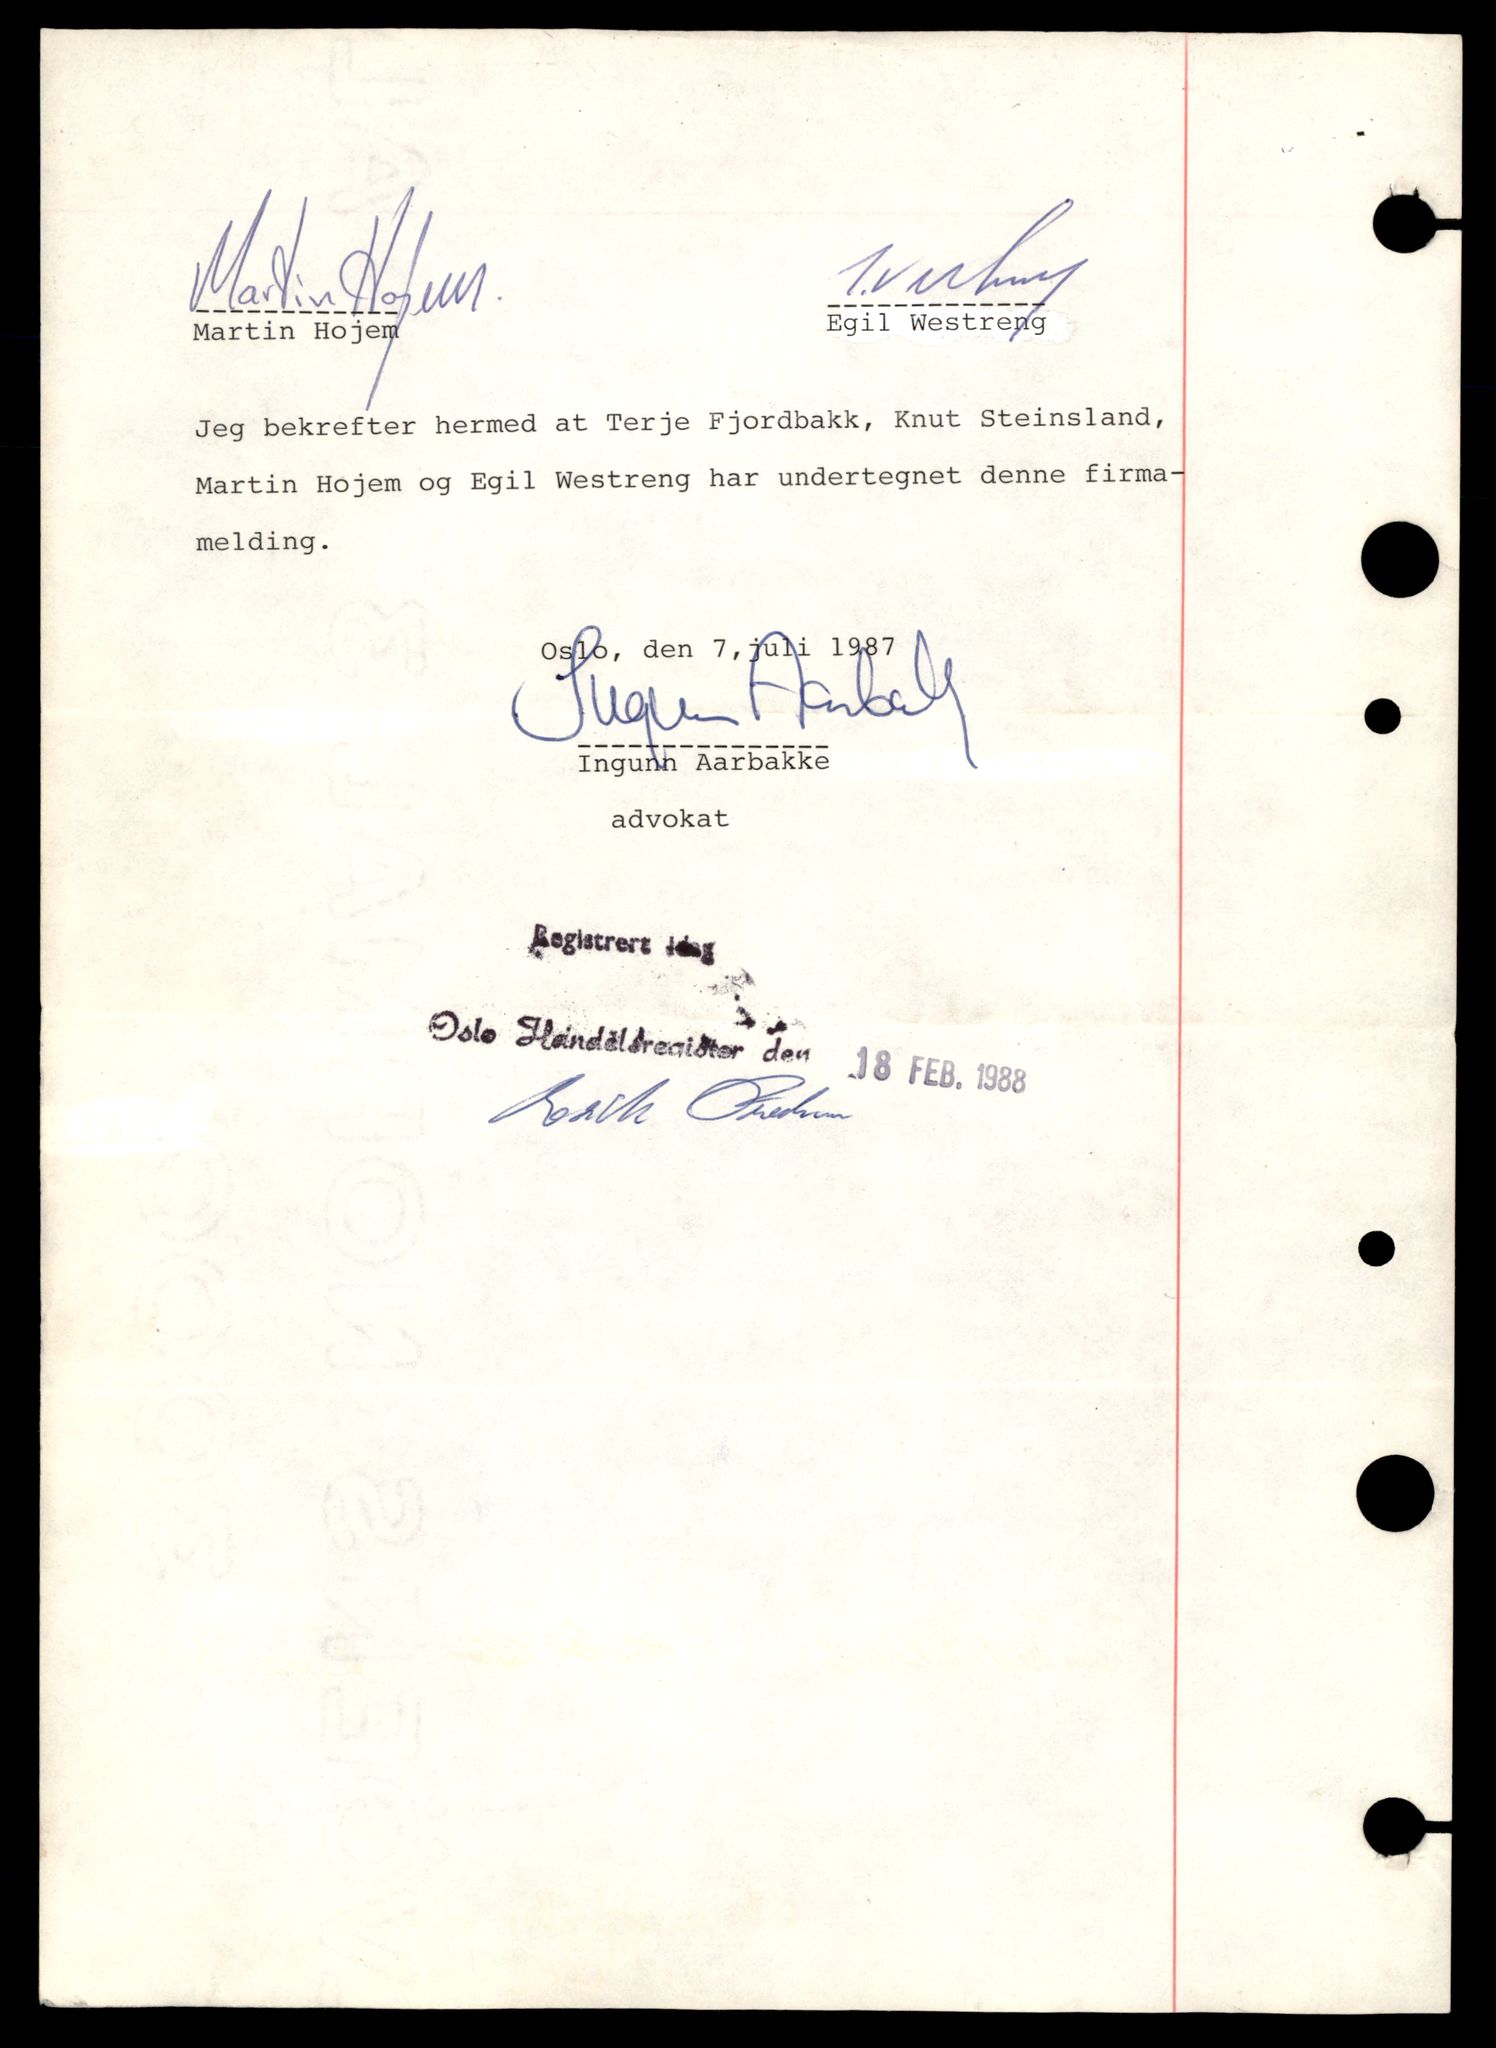 Martin Hojem.
Martin Hojem
Egil Westreng
Jeg bekrefter hermed at Terje Fjordbakk, Knut Steinsland,
Martin Hojem og Egil Westreng har undertegnet denne firma-
melding.
Oslo, den 7, juli 1987
Ingunn Aarbakke
Ingunn Aarbakke
advokat
Registrert idag
Oslo Handelsregister den 18 FEB. 1988